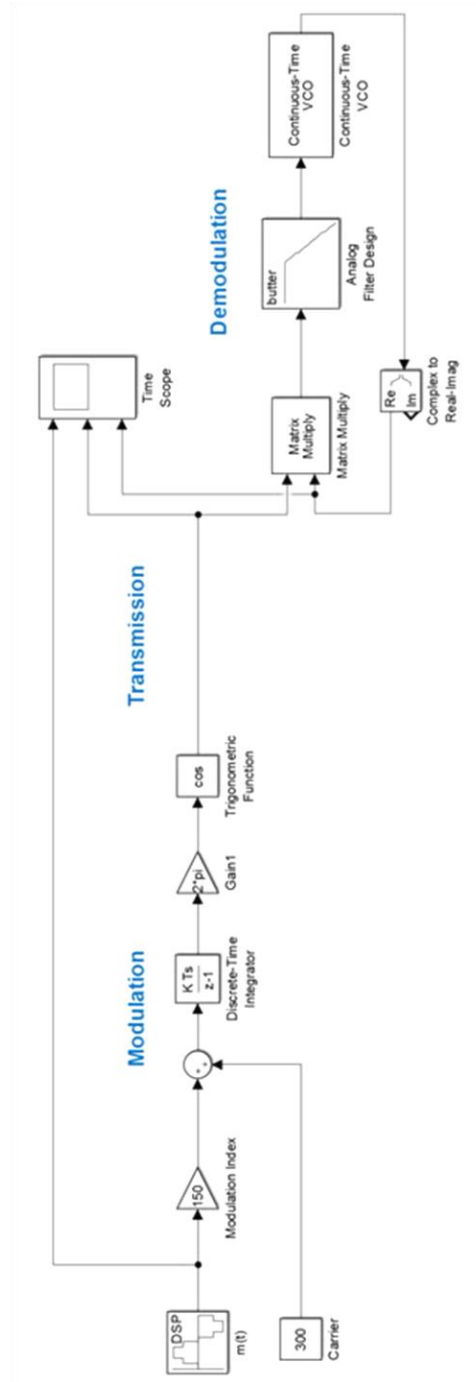 Modulation
Transmission
Demodulation
DSP
m(t)
300
Carrier
150
Modulation Index
+
+
K Ts
z-1
Discrete-Time
Integrator
2*pi
Gain1
cos
Trigonometric
Function
Time
Scope
Matrix
Multiply
Matrix Multiply
butter
Analog
Filter Design
Continuous-Time
VCO
Continuous-Time
VCO
Re
Im
Complex to
Real-Imag